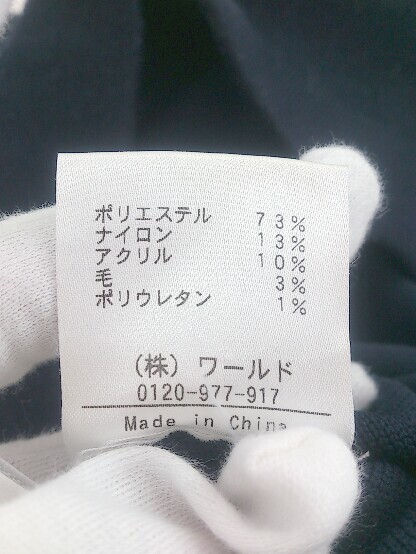 ポリエステル 73%
ナイロン 13%
アクリル 10%
毛 3%
ポリウレタン 1%
(株) ワールド
0120-977-917
Made in China